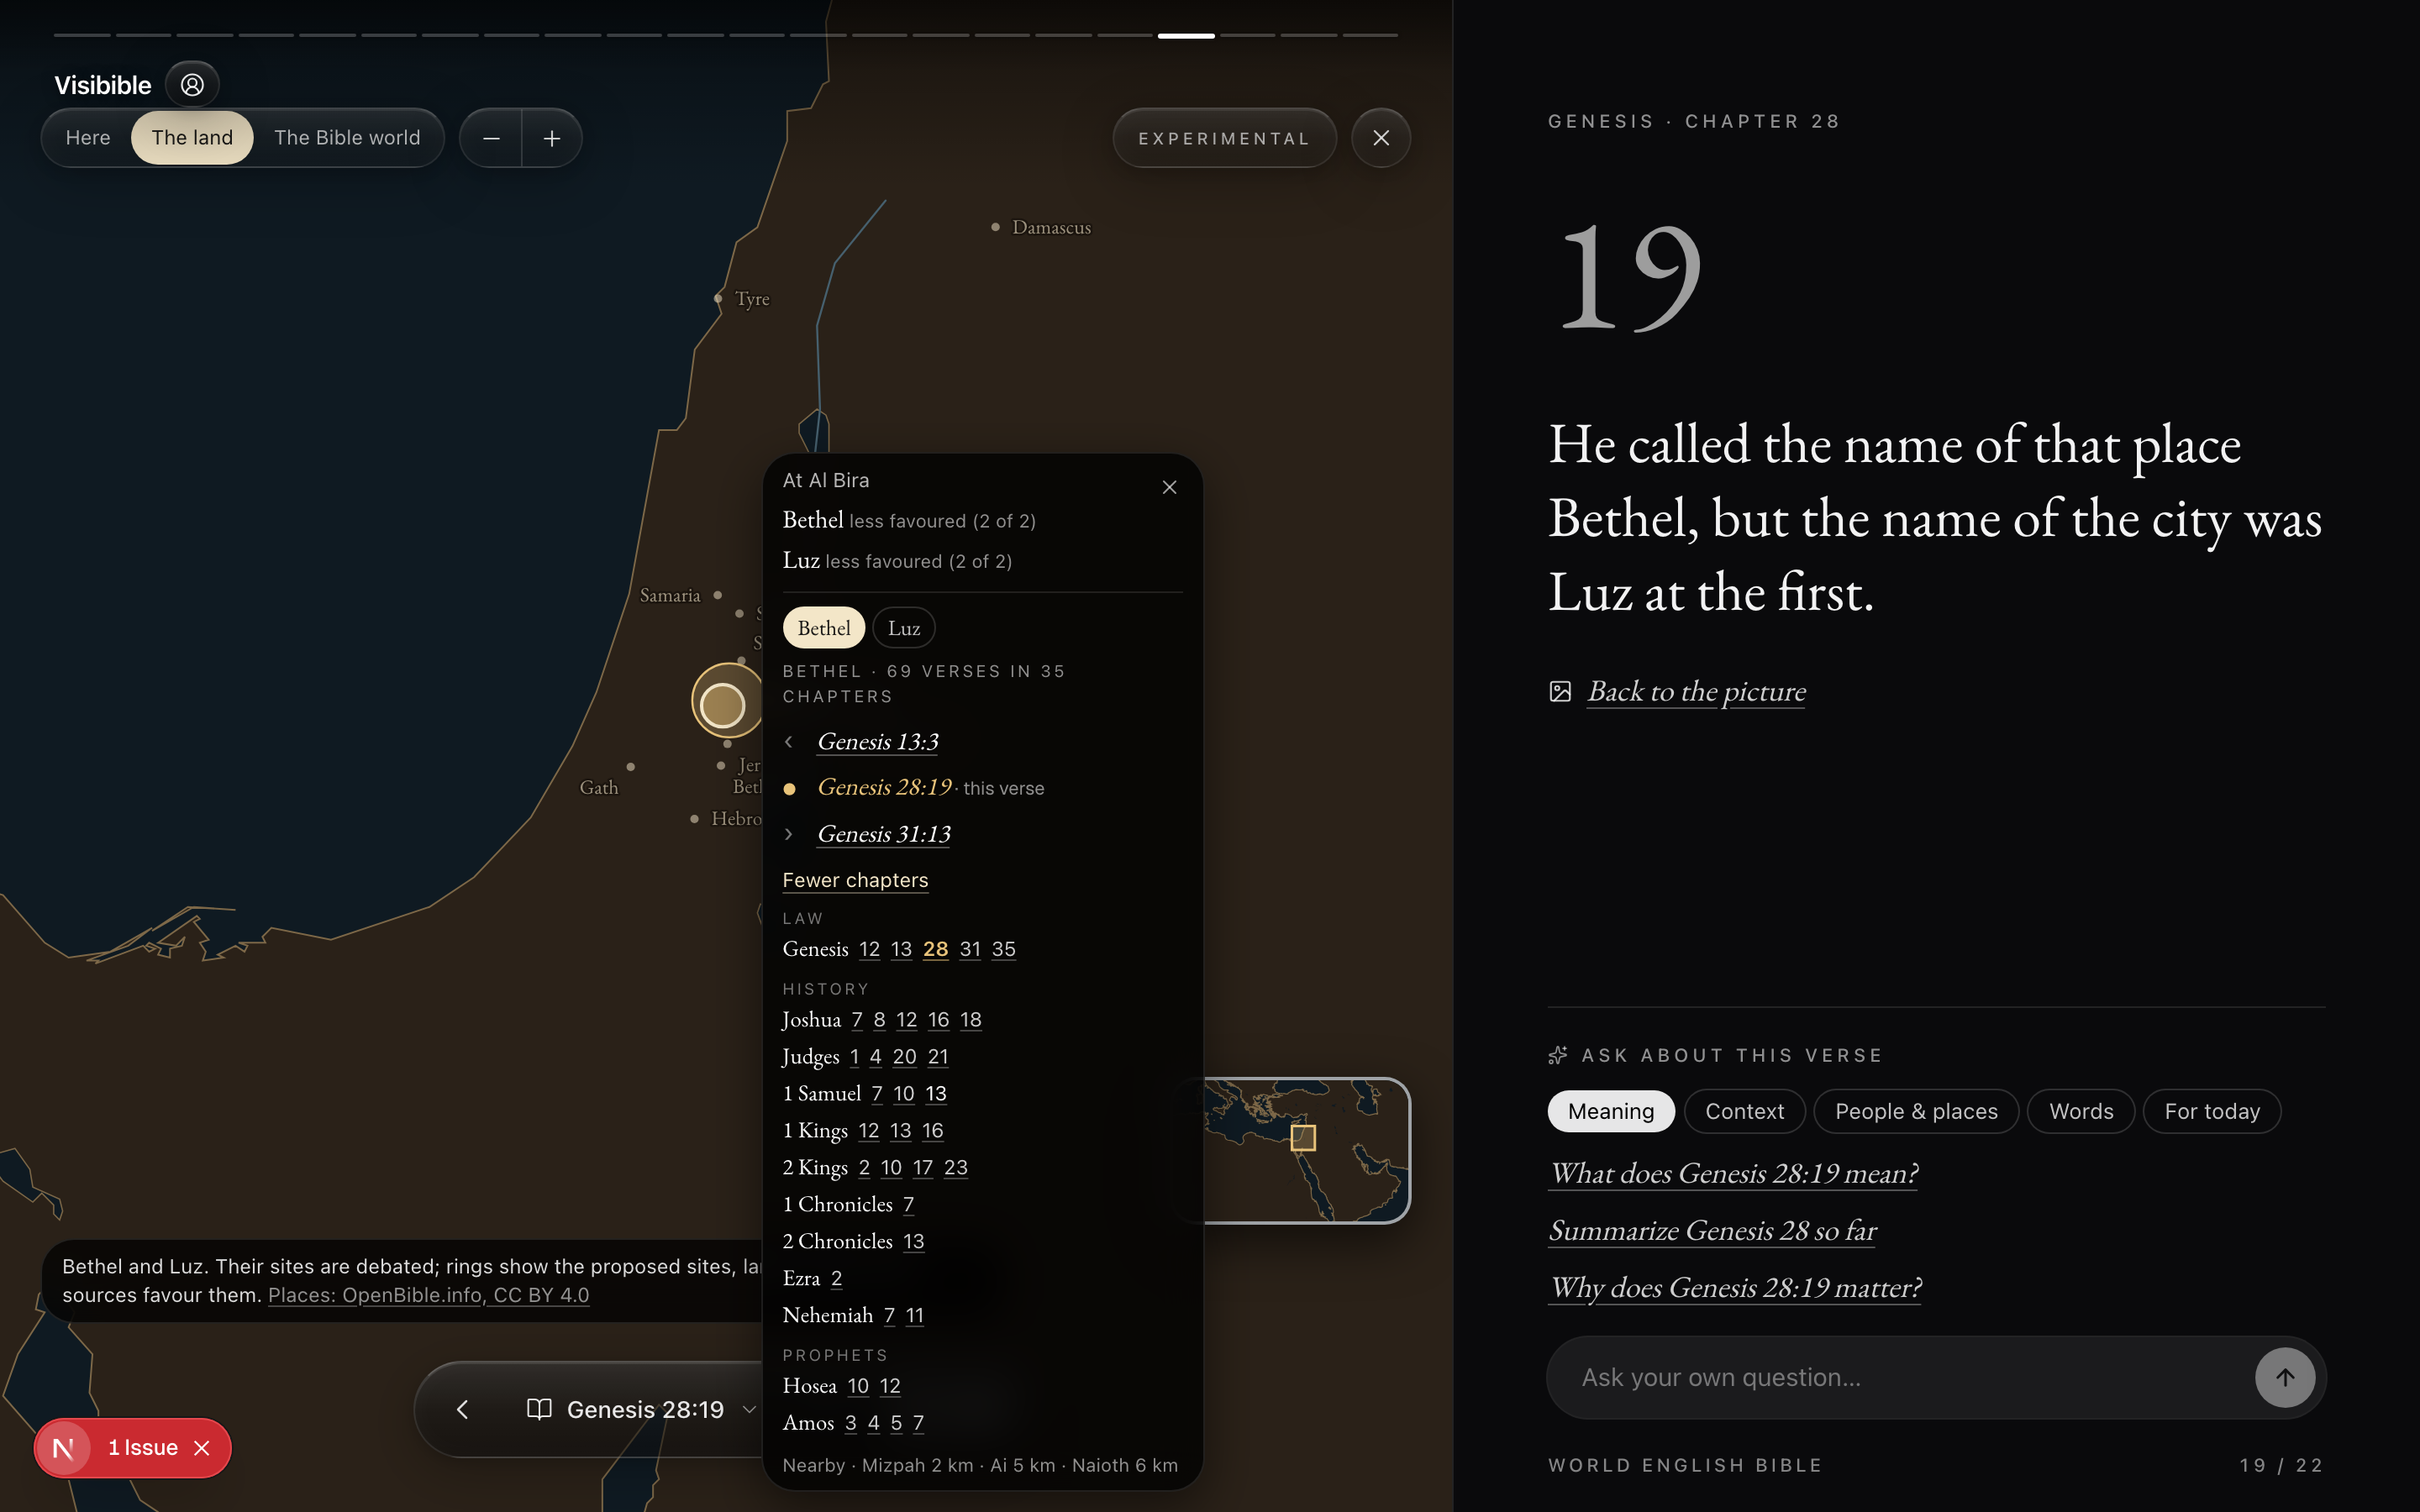 Visibible
Here The land The Bible world − +
EXPERIMENTAL
Damascus
Tyre
Samaria
S
S
Jer
Beth
Gath
Hebro
At Al Bira
Bethel less favoured (2 of 2)
Luz less favoured (2 of 2)
Bethel Luz
BETHEL · 69 VERSES IN 35
CHAPTERS
‹ Genesis 13:3
Genesis 28:19 · this verse
› Genesis 31:13
Fewer chapters
LAW
Genesis 12 13 28 31 35
HISTORY
Joshua 7 8 12 16 18
Judges 1 4 20 21
1 Samuel 7 10 13
1 Kings 12 13 16
2 Kings 2 10 17 23
1 Chronicles 7
2 Chronicles 13
Ezra 2
Nehemiah 7 11
PROPHETS
Hosea 10 12
Amos 3 4 5 7
Nearby · Mizpah 2 km · Ai 5 km · Naioth 6 km
Bethel and Luz. Their sites are debated; rings show the proposed sites,
sources favour them. Places: OpenBible.info, CC BY 4.0
Genesis 28:19
N 1 Issue
GENESIS · CHAPTER 28
19
He called the name of that place
Bethel, but the name of the city was
Luz at the first.
Back to the picture
ASK ABOUT THIS VERSE
Meaning Context People & places Words For today
What does Genesis 28:19 mean?
Summarize Genesis 28 so far
Why does Genesis 28:19 matter?
Ask your own question...
WORLD ENGLISH BIBLE
19 / 22